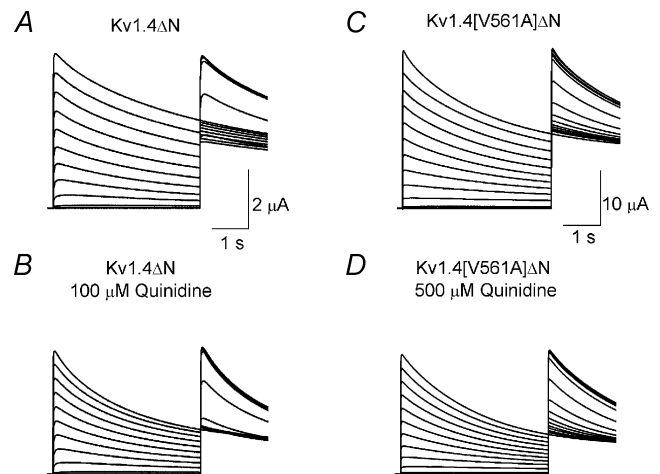 A
Kv1.4ΔN
2 μA
1 s
C
Kv1.4[V561A]ΔN
10 μA
1 s
B
Kv1.4ΔN
100 μM Quinidine
D
Kv1.4[V561A]ΔN
500 μM Quinidine